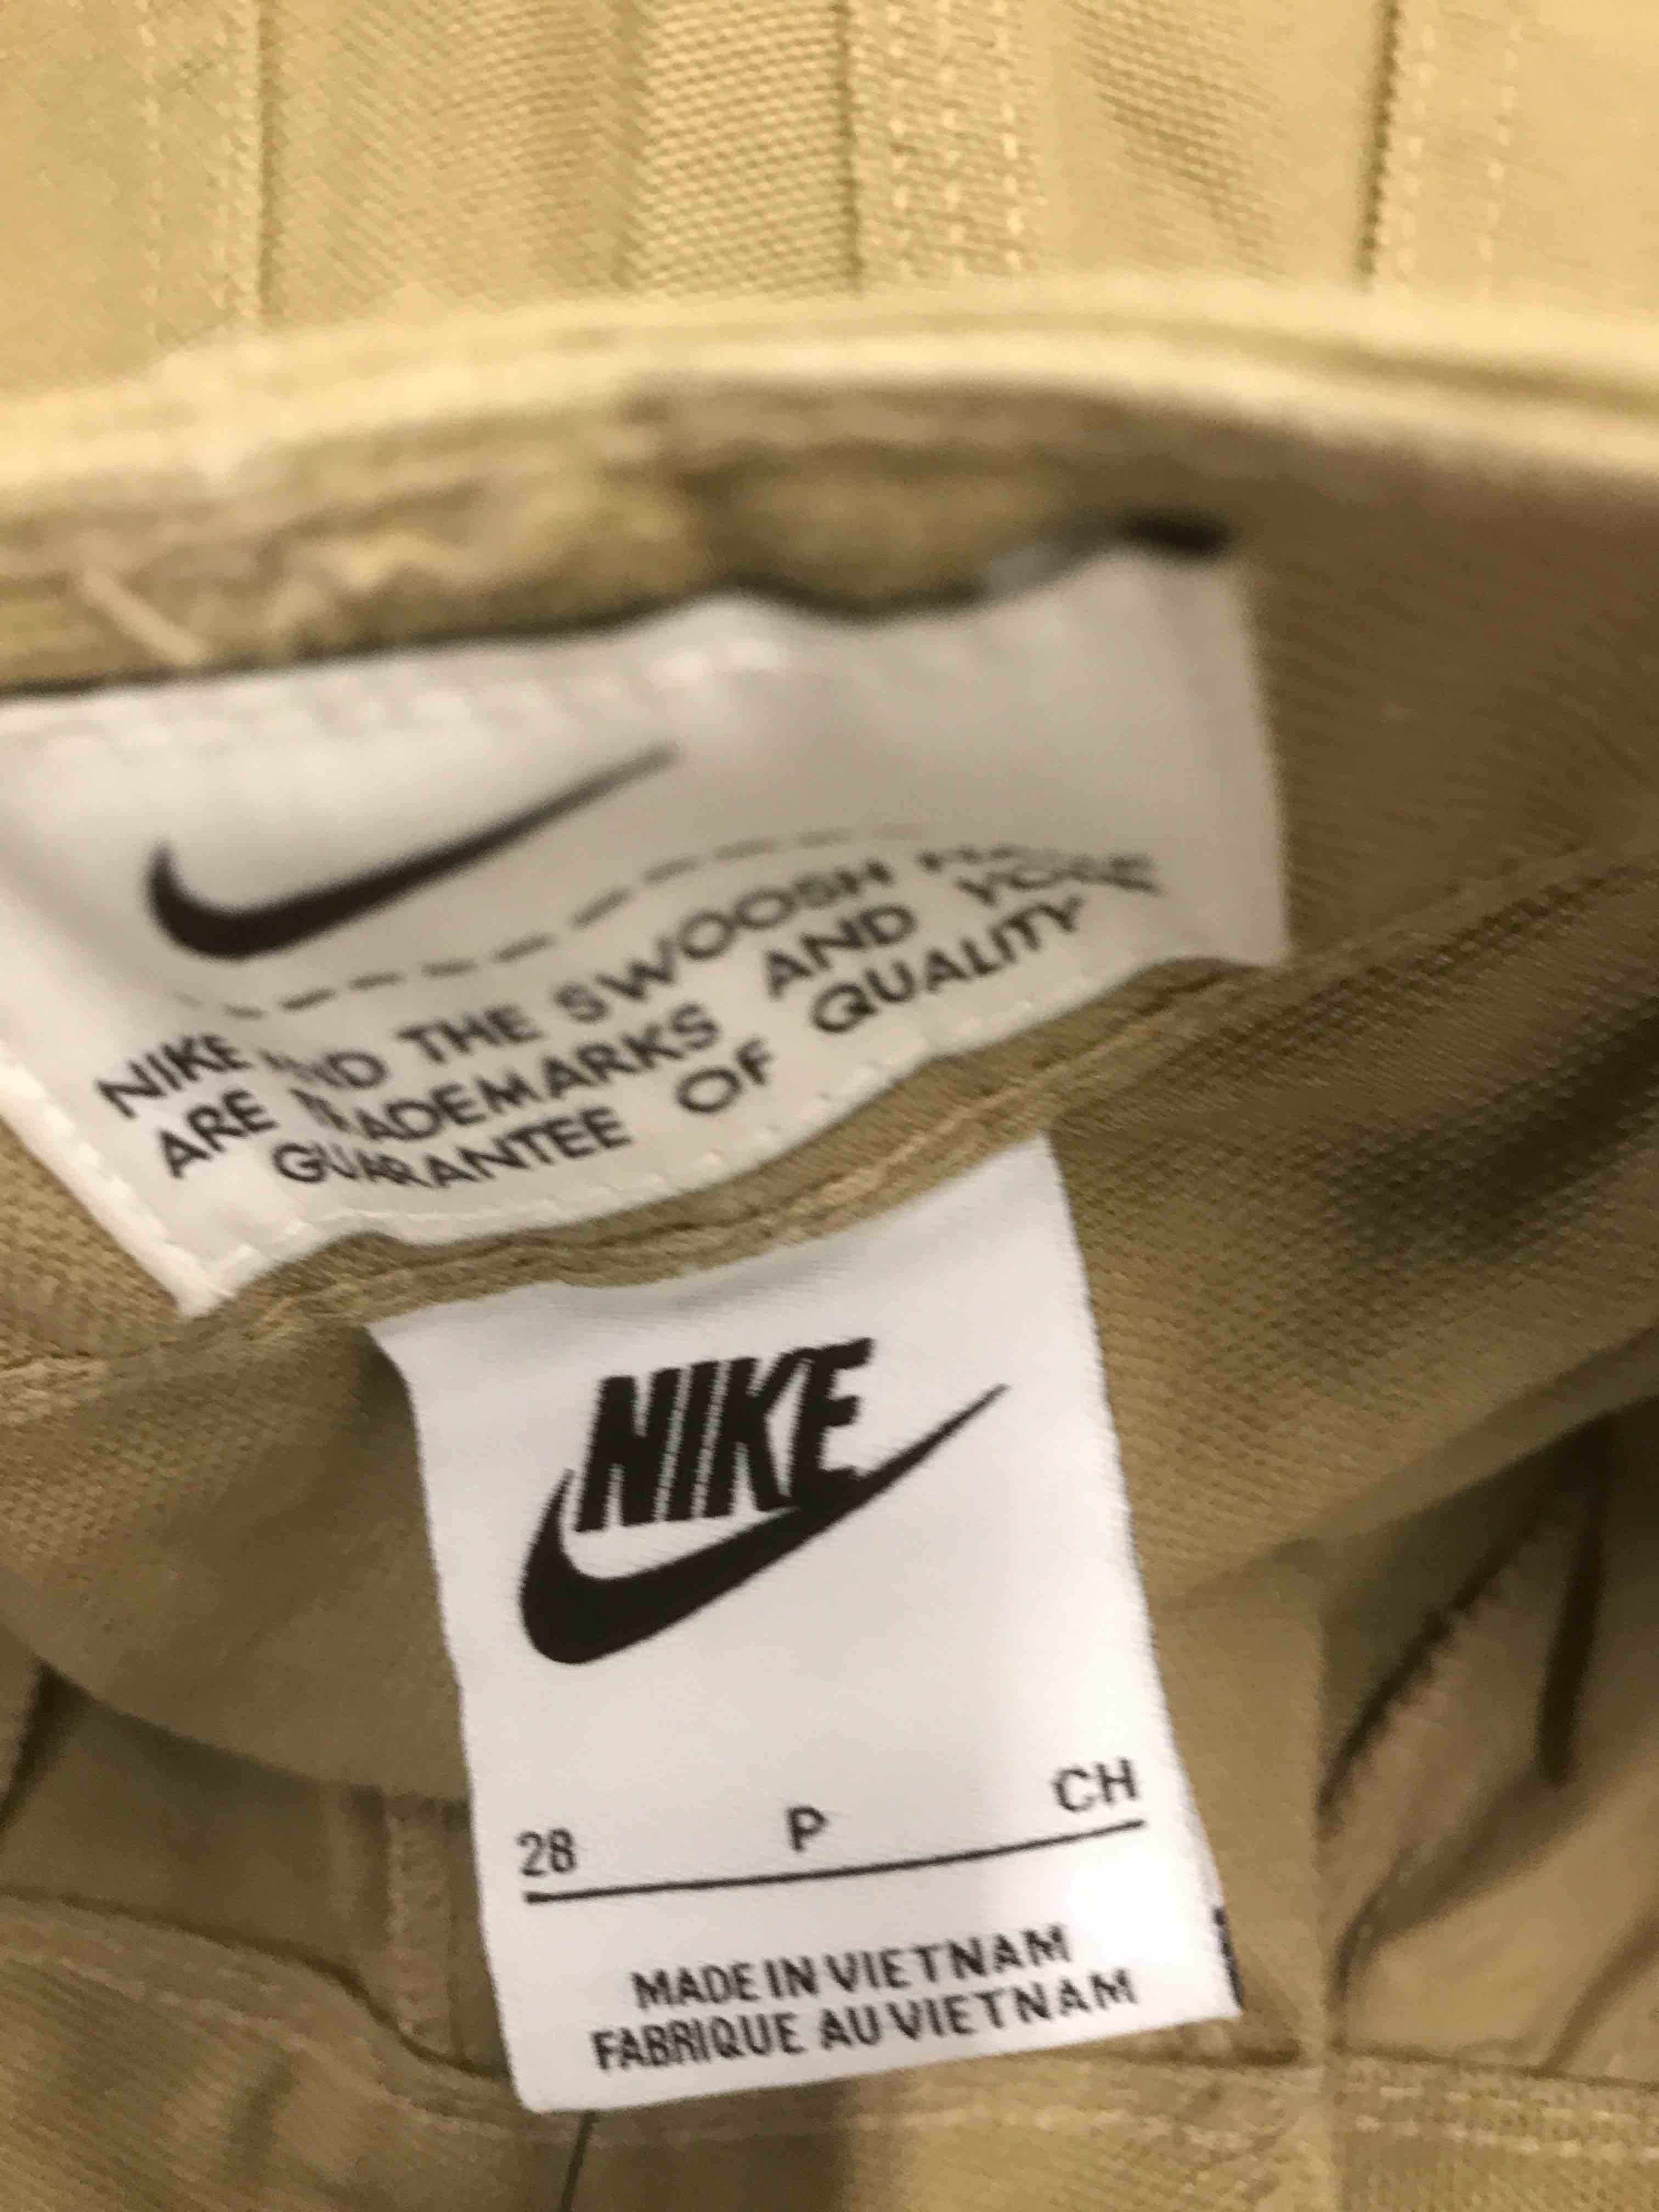 NIKE AND THE SWOOSH
ARE TRADEMARKS AND YOUR
GUARANTEE OF QUALITY
NIKE
28 P CH
MADE IN VIETNAM
FABRIQUE AU VIETNAM